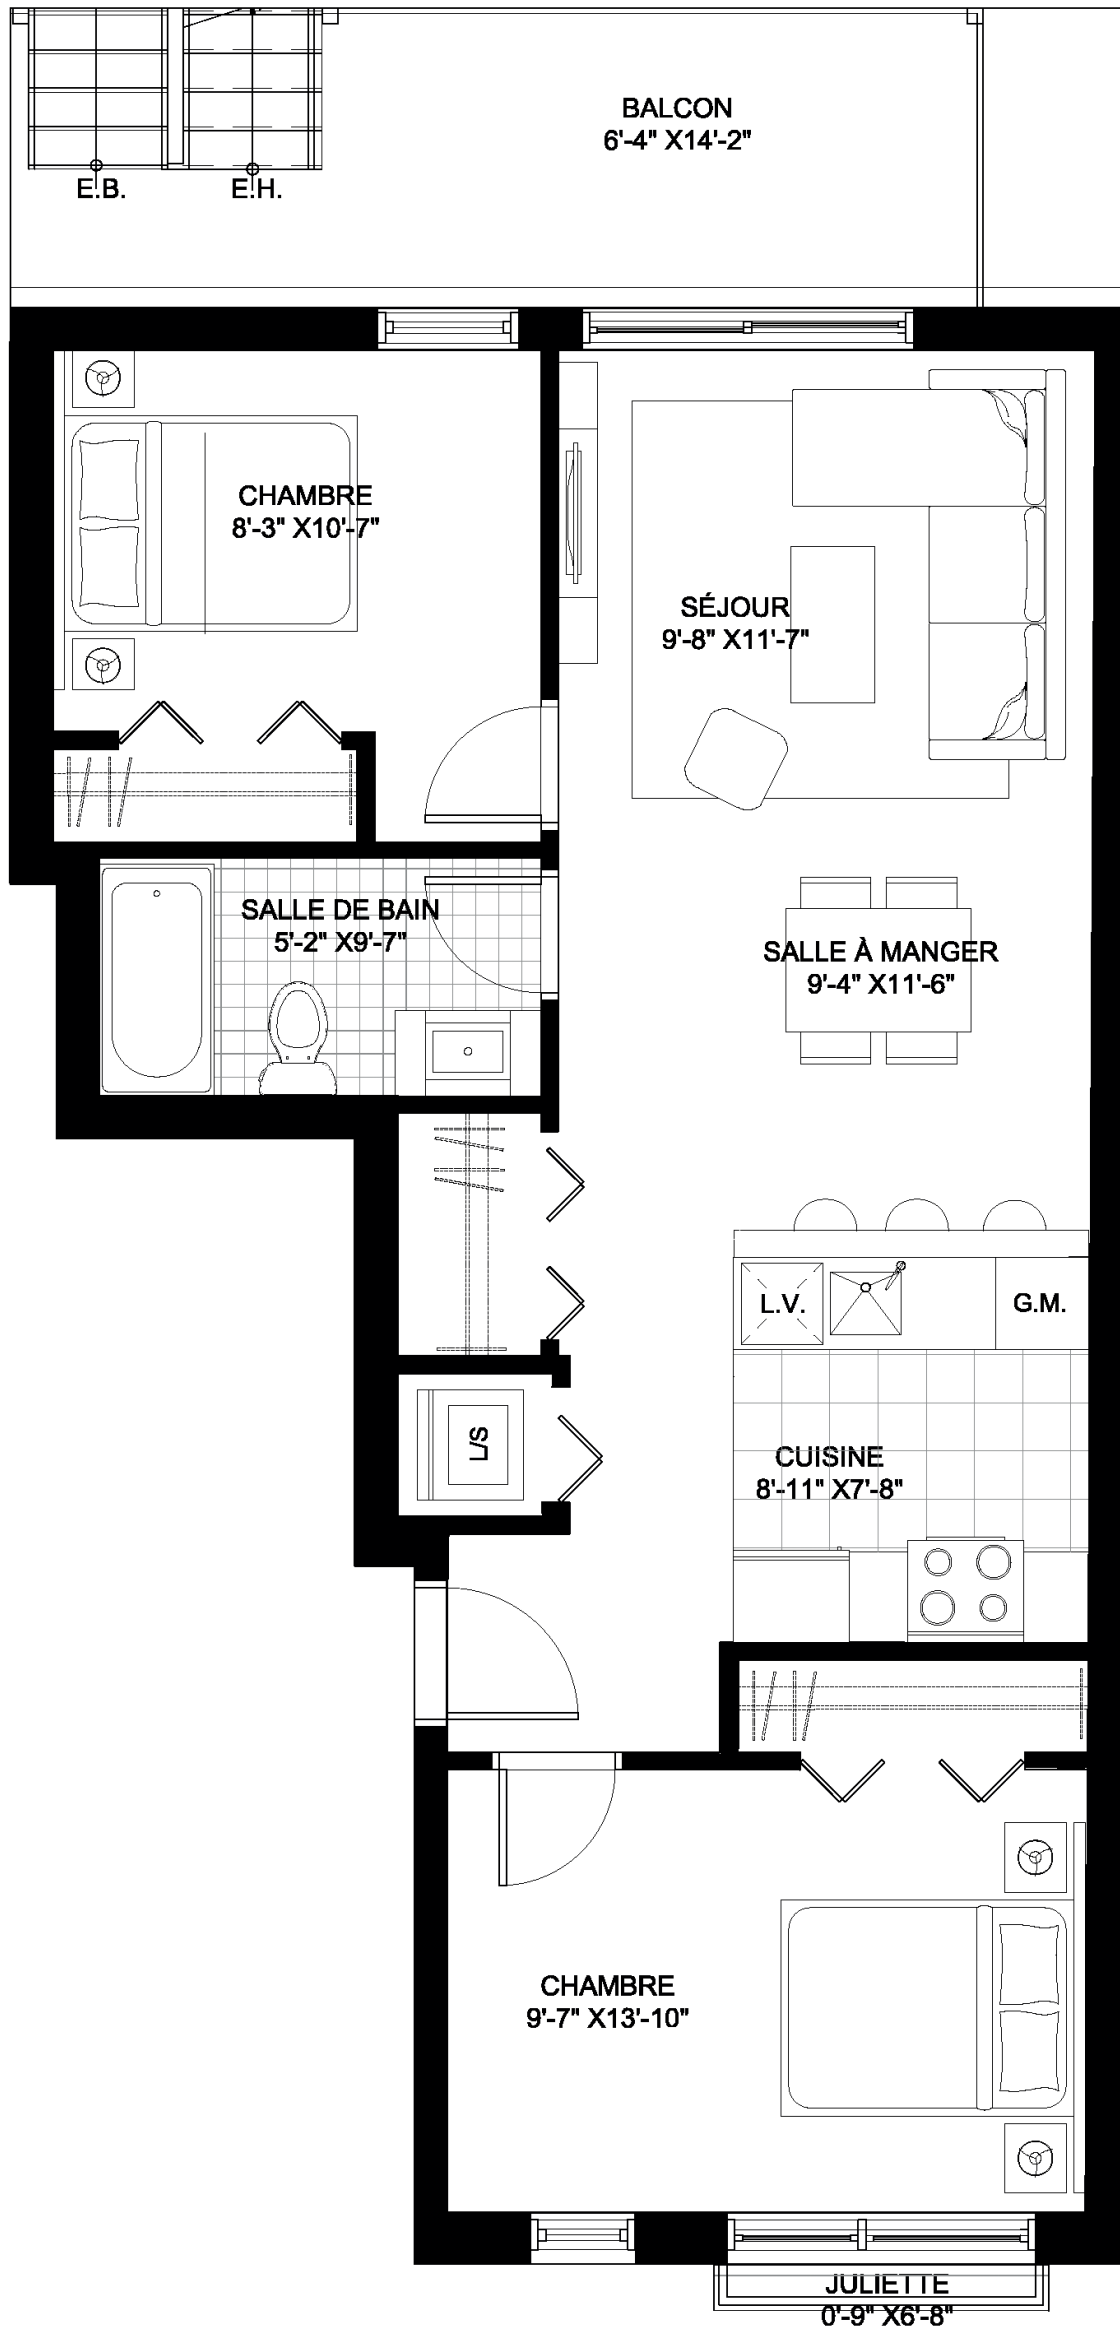 BALCON
6'-4" X14'-2"
E.B.
E.H.
CHAMBRE
8'-3" X10'-7"
SÉJOUR
9'-8" X11'-7"
SALLE DE BAIN
5'-2" X9'-7"
SALLE À MANGER
9'-4" X11'-6"
L.V.
G.M.
L/S
CUISINE
8'-11" X7'-8"
CHAMBRE
9'-7" X13'-10"
JULIETTE
0'-9" X6'-8"